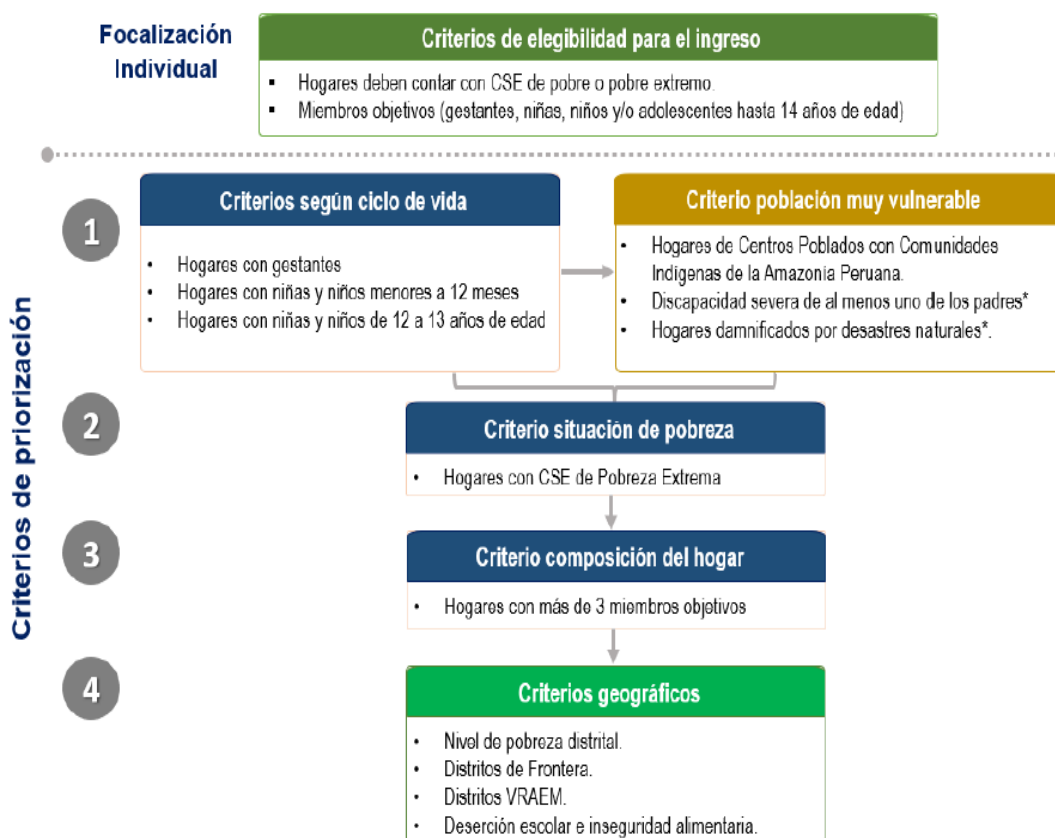 Focalización
Individual
Criterios de elegibilidad para el ingreso
▪ Hogares deben contar con CSE de pobre o pobre extremo.
▪ Miembros objetivos (gestantes, niñas, niños y/o adolescentes hasta 14 años de edad)
Criterios de priorización
1
Criterios según ciclo de vida
• Hogares con gestantes
• Hogares con niñas y niños menores a 12 meses
• Hogares con niñas y niños de 12 a 13 años de edad
Criterio población muy vulnerable
• Hogares de Centros Poblados con Comunidades
Indígenas de la Amazonía Peruana.
• Discapacidad severa de al menos uno de los padres*
• Hogares damnificados por desastres naturales*.
2
Criterio situación de pobreza
• Hogares con CSE de Pobreza Extrema
3
Criterio composición del hogar
• Hogares con más de 3 miembros objetivos
4
Criterios geográficos
• Nivel de pobreza distrital.
• Distritos de Frontera.
• Distritos VRAEM.
• Deserción escolar e inseguridad alimentaria.